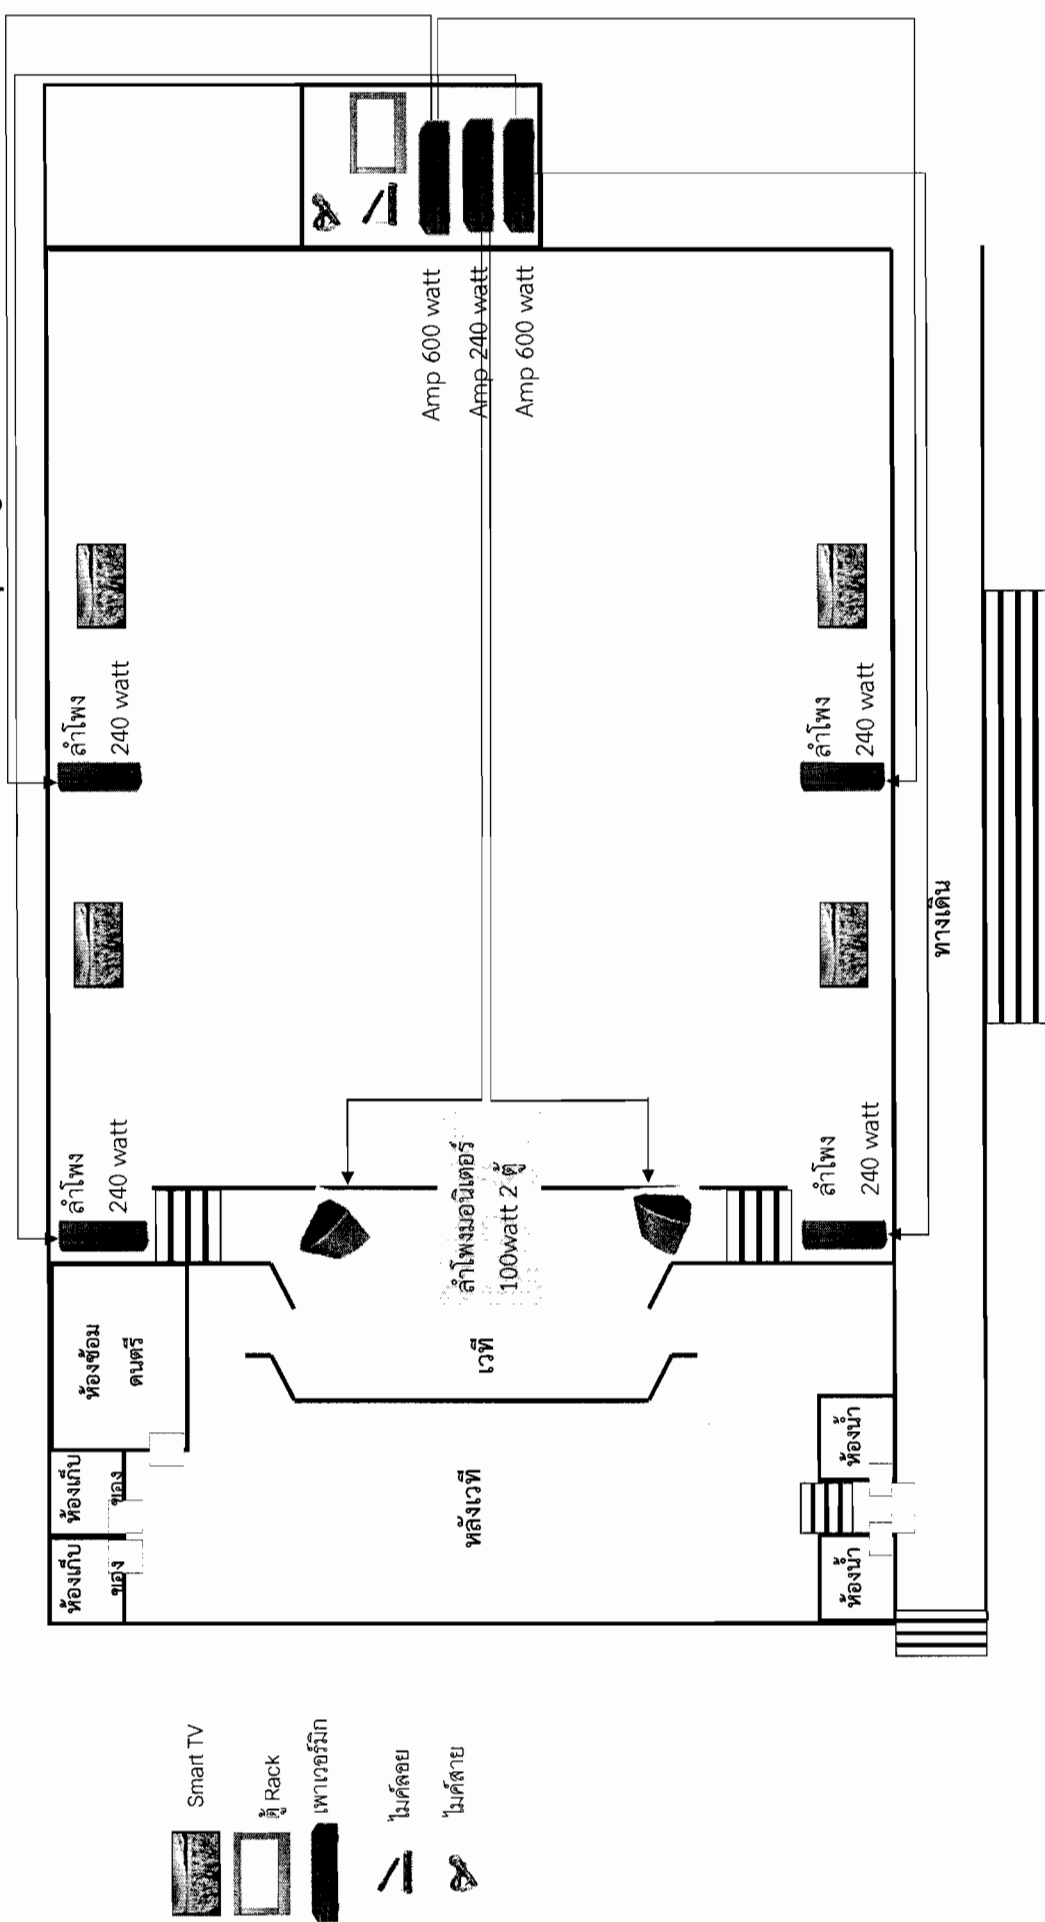 Smart TV
ตู้ Rack
เพาเวอร์มิก
ไมค์ลอย
ไมค์สาย
ห้องเก็บ
ของ
ห้องเก็บ
ของ
ห้องซ้อม
ดนตรี
หลังเวที
เวที
ห้องน้ำ
ห้องน้ำ
ลำโพง
240 watt
ลำโพง
240 watt
ลำโพงมอนิเตอร์
100watt 2 ตู้
ลำโพง
240 watt
ลำโพง
240 watt
Amp 600 watt
Amp 240 watt
Amp 600 watt
ทางเดิน